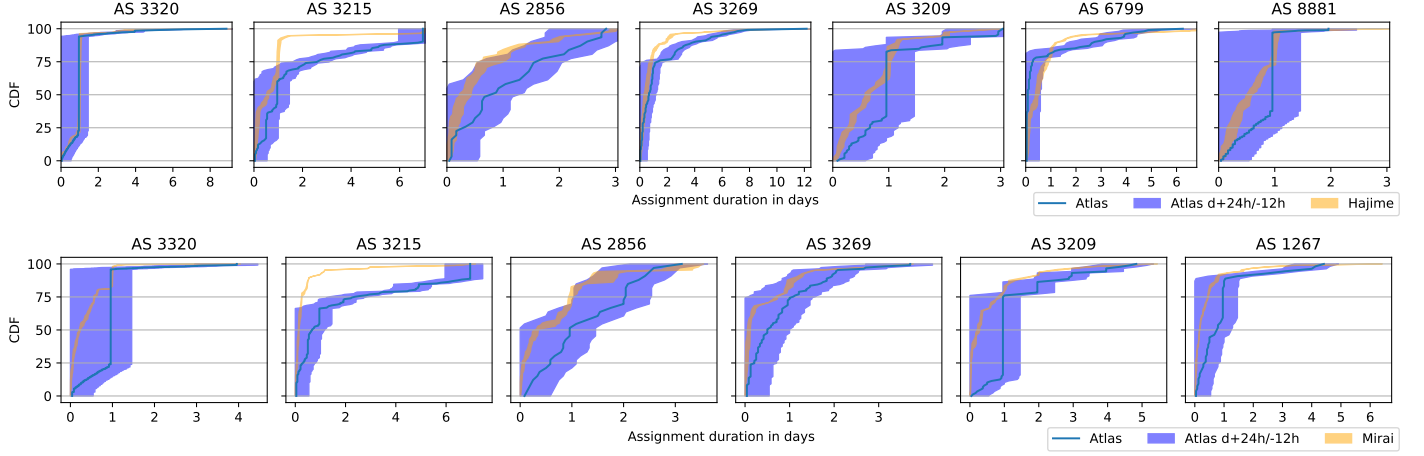 AS 3320 AS 3215 AS 2856 AS 3269 AS 3209 AS 6799 AS 8881
100
75
50
25
0
CDF
0 2 4 6 8 0 2 4 6 0 1 2 3 0 2 4 6 8 10 12 0 1 2 3 0 1 2 3 4 5 6 0 1 2 3
Assignment duration in days
Atlas Atlas d+24h/-12h Hajime
AS 3320 AS 3215 AS 2856 AS 3269 AS 3209 AS 1267
100
75
50
25
0
CDF
0 1 2 3 4 0 2 4 6 0 1 2 3 0 1 2 3 0 1 2 3 4 5 0 1 2 3 4 5 6
Assignment duration in days
Atlas Atlas d+24h/-12h Mirai